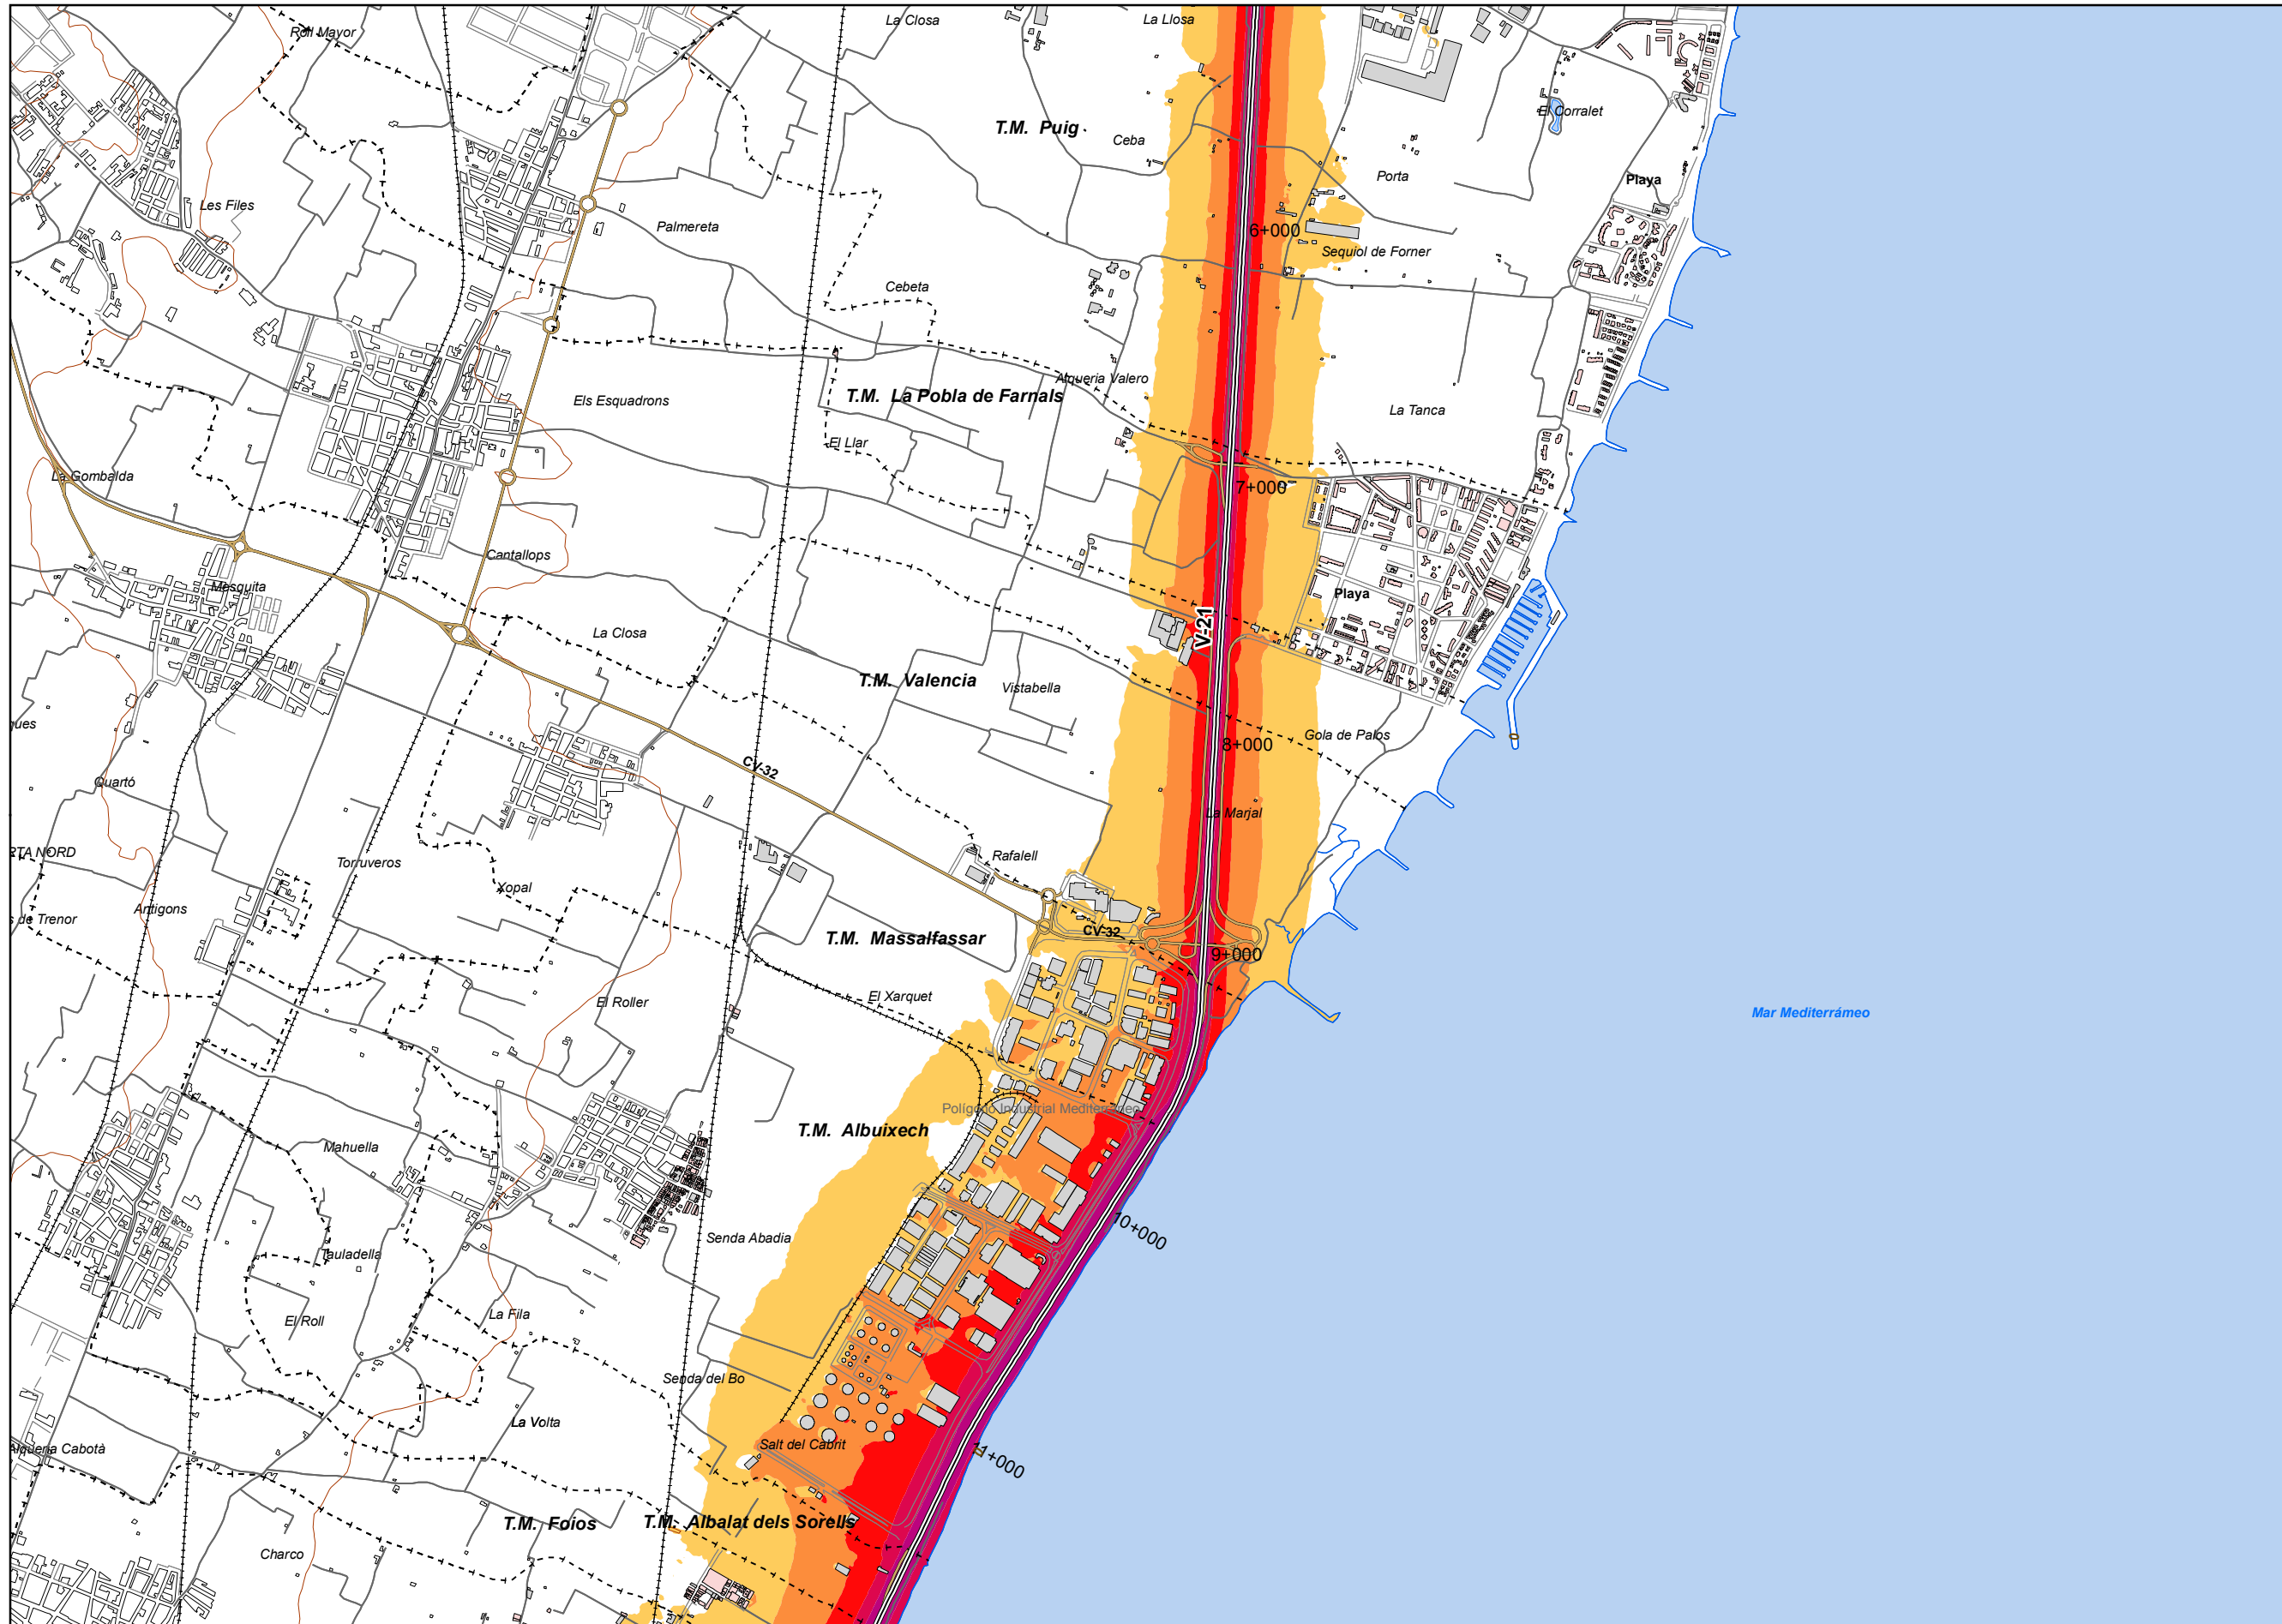 La Closa
La Llosa
Roll Mayor
El Corralet
T.M. Puig
Ceba
Porta
Playa
Les Files
Palmereta
6+000
Sequiol de Forner
Cebeta
Alqueria Valero
T.M. La Pobla de Farnals
Els Esquadrons
La Tanca
El Llar
La Gombalda
7+000
Cantallops
Mesquita
Playa
La Closa
V-21
T.M. Valencia
Vistabella
gues
Gola de Palos
8+000
CV-32
Quartó
La Marjal
RTA NORD
Torruveros
Rafalell
Xopal
s de Trenor
Antigons
CV-32
T.M. Massalfassar
9+000
El Xarquet
El Roller
Mar Mediterrámeo
Polígono Industrial Mediterraneo
T.M. Albuixech
Mahuella
10+000
Senda Abadia
Tauladella
La Fila
El Roll
Senda del Bo
La Volta
Salt del Cabrit
Alqueria Cabotà
11+000
T.M. Foios
T.M. Albalat dels Sorells
Charco